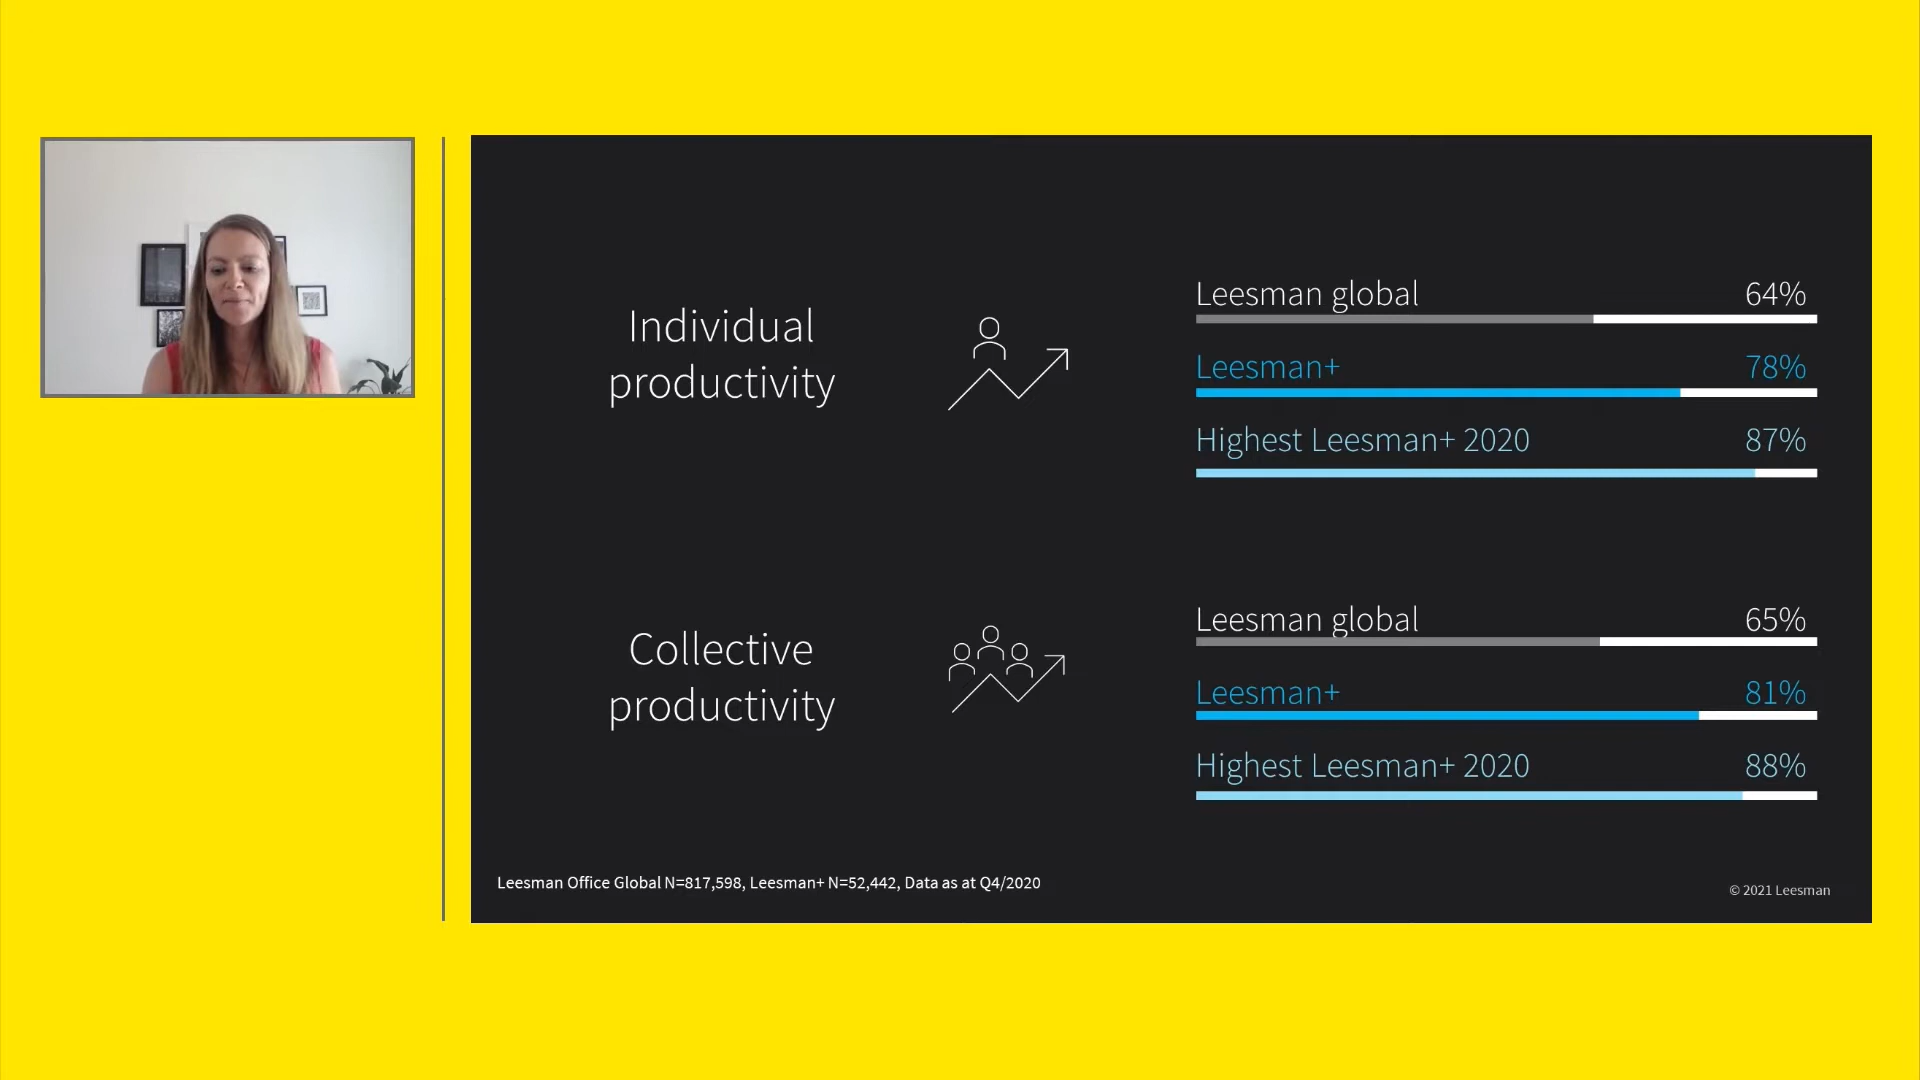 Individual
productivity
Leesman global 64%
Leesman+ 78%
Highest Leesman+ 2020 87%
Collective
productivity
Leesman global 65%
Leesman+ 81%
Highest Leesman+ 2020 88%
Leesman Office Global N=817,598, Leesman+ N=52,442, Data as at Q4/2020
© 2021 Leesman